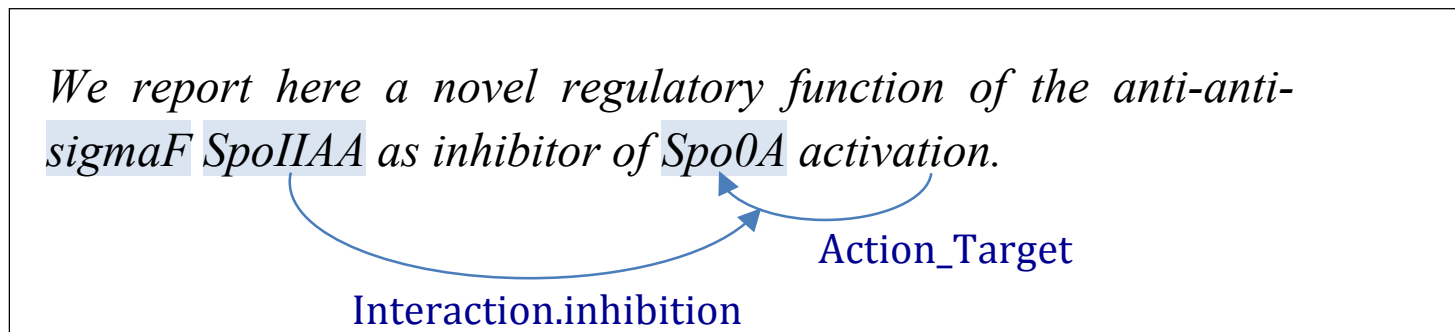 We report here a novel regulatory function of the anti-anti-
sigmaF SpoIIAA as inhibitor of Spo0A activation.
Action_Target
Interaction.inhibition